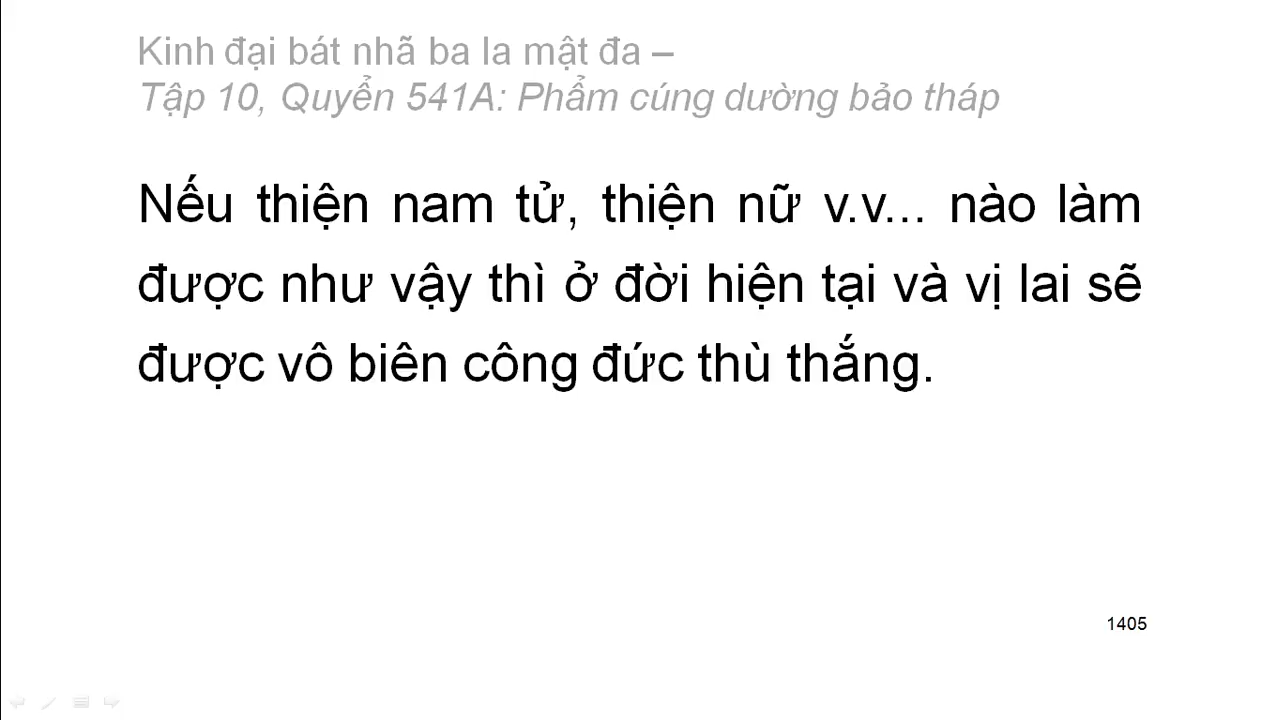 Kinh đại bát nhã ba la mật đa –
Tập 10, Quyển 541A: Phẩm cúng dường bảo tháp
Nếu thiện nam tử, thiện nữ v.v... nào làm
được như vậy thì ở đời hiện tại và vị lai sẽ
được vô biên công đức thù thắng.
1405